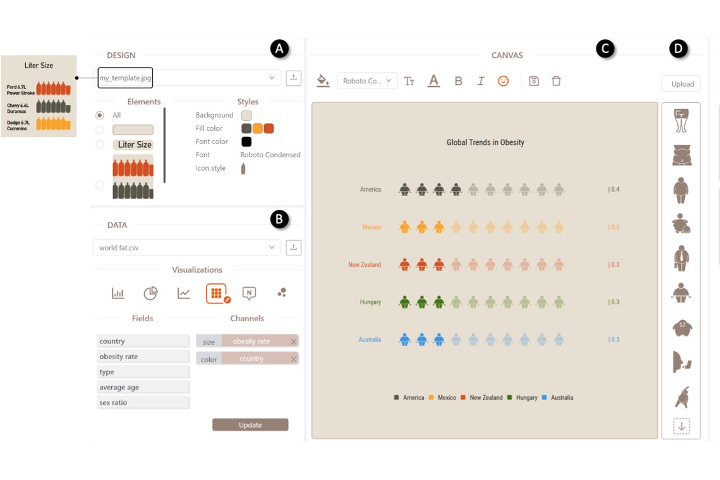 Liter Size
Ford 6.7L
Power Stroke
Chevy 6.6L
Duramax
Dodge 6.7L
Cummins
A
DESIGN
my_template.jpg
Elements
All
Liter Size
Styles
Background
Fill color
Font color
Font Roboto Condensed
Icon style
B
DATA
world fat.csv
Visualizations
N
Fields
country
obesity rate
type
average age
sex ratio
Channels
size obesity rate X
color country X
Update
C
CANVAS
Roboto Co...
TT A B I
Global Trends in Obesity
America | 0.4
Mexico | 0.3
New Zealand | 0.3
Hungary | 0.3
Australia | 0.3
America Mexico New Zealand Hungary Australia
D
Upload